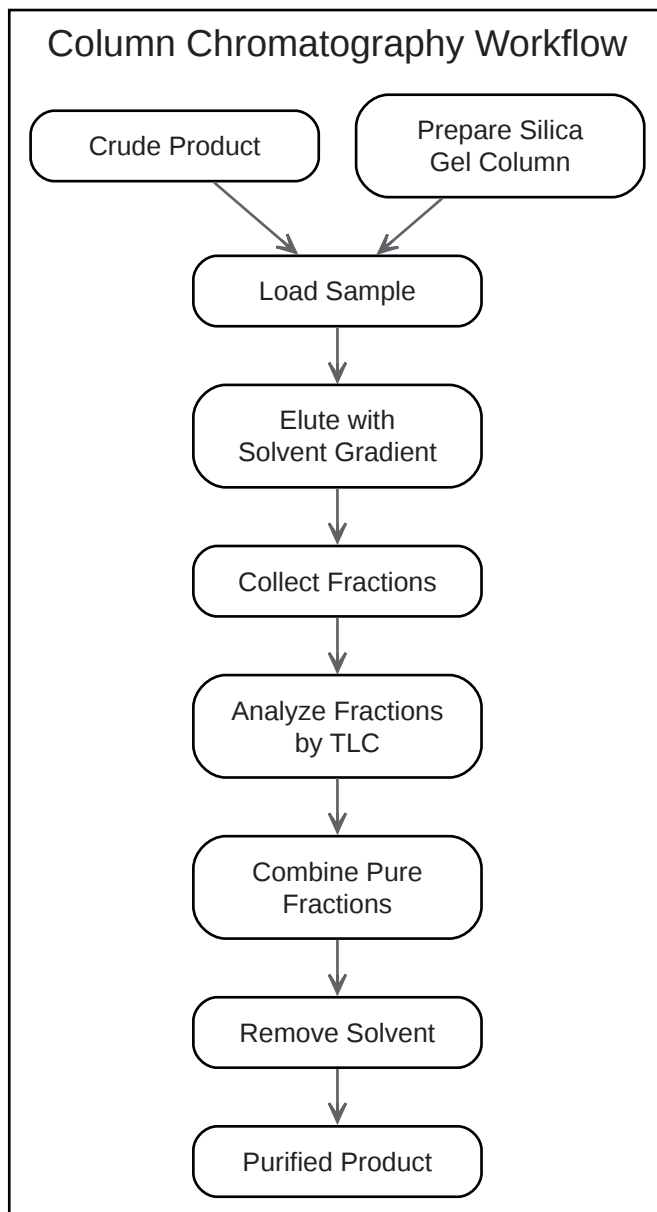 Column Chromatography Workflow
Crude Product
Prepare Silica
Gel Column
Load Sample
Elute with
Solvent Gradient
Collect Fractions
Analyze Fractions
by TLC
Combine Pure
Fractions
Remove Solvent
Purified Product